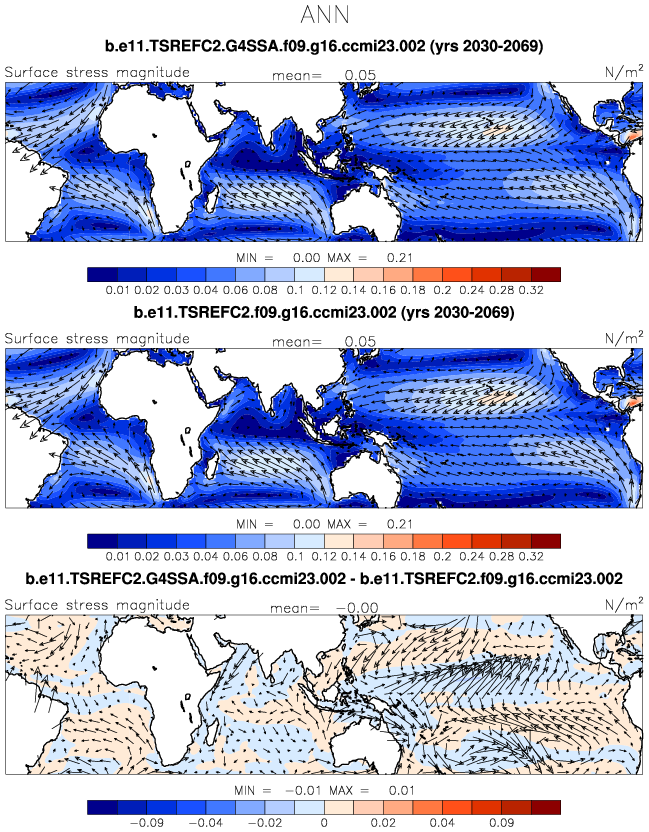 ANN
b.e11.TSREFC2.G4SSA.f09.g16.ccmi23.002 (yrs 2030-2069)
Surface stress magnitude mean= 0.05 N/m²
MIN = 0.00 MAX = 0.21
0.01 0.02 0.03 0.04 0.05 0.06 0.08 0.1 0.12 0.14 0.16 0.18 0.2 0.24 0.28 0.32
b.e11.TSREFC2.f09.g16.ccmi23.002 (yrs 2030-2069)
Surface stress magnitude mean= 0.05 N/m²
MIN = 0.00 MAX = 0.21
0.01 0.02 0.03 0.04 0.05 0.06 0.08 0.1 0.12 0.14 0.16 0.18 0.2 0.24 0.28 0.32
b.e11.TSREFC2.G4SSA.f09.g16.ccmi23.002 - b.e11.TSREFC2.f09.g16.ccmi23.002
Surface stress magnitude mean= −0.00 N/m²
MIN = −0.01 MAX = 0.01
−0.09 −0.04 −0.02 0 0.02 0.04 0.09